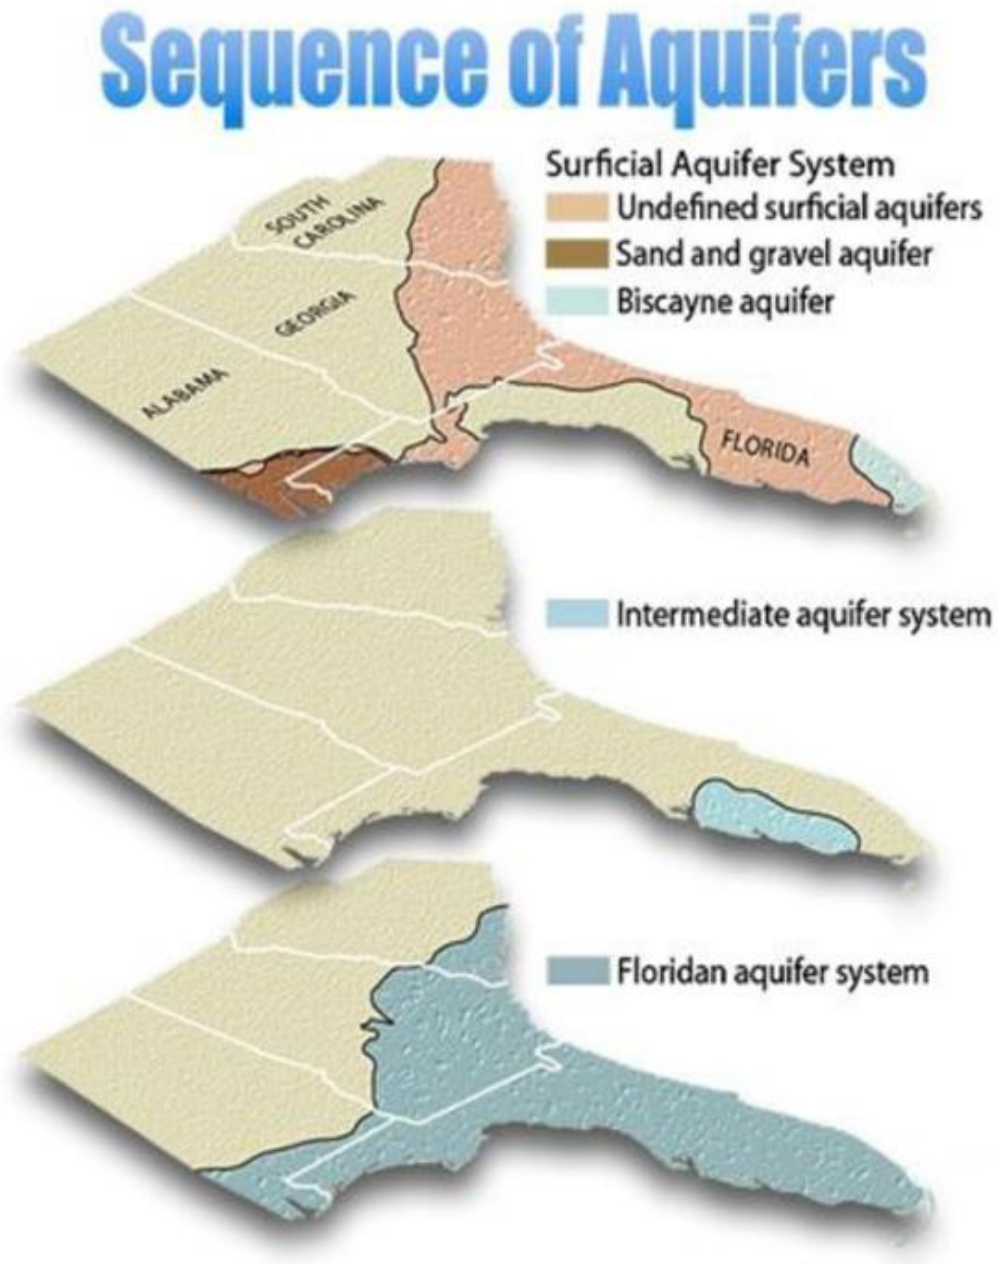 Sequence of Aquifers
Surficial Aquifer System
Undefined surficial aquifers
Sand and gravel aquifer
Biscayne aquifer
SOUTH
CAROLINA
GEORGIA
ALABAMA
FLORIDA
Intermediate aquifer system
Floridan aquifer system